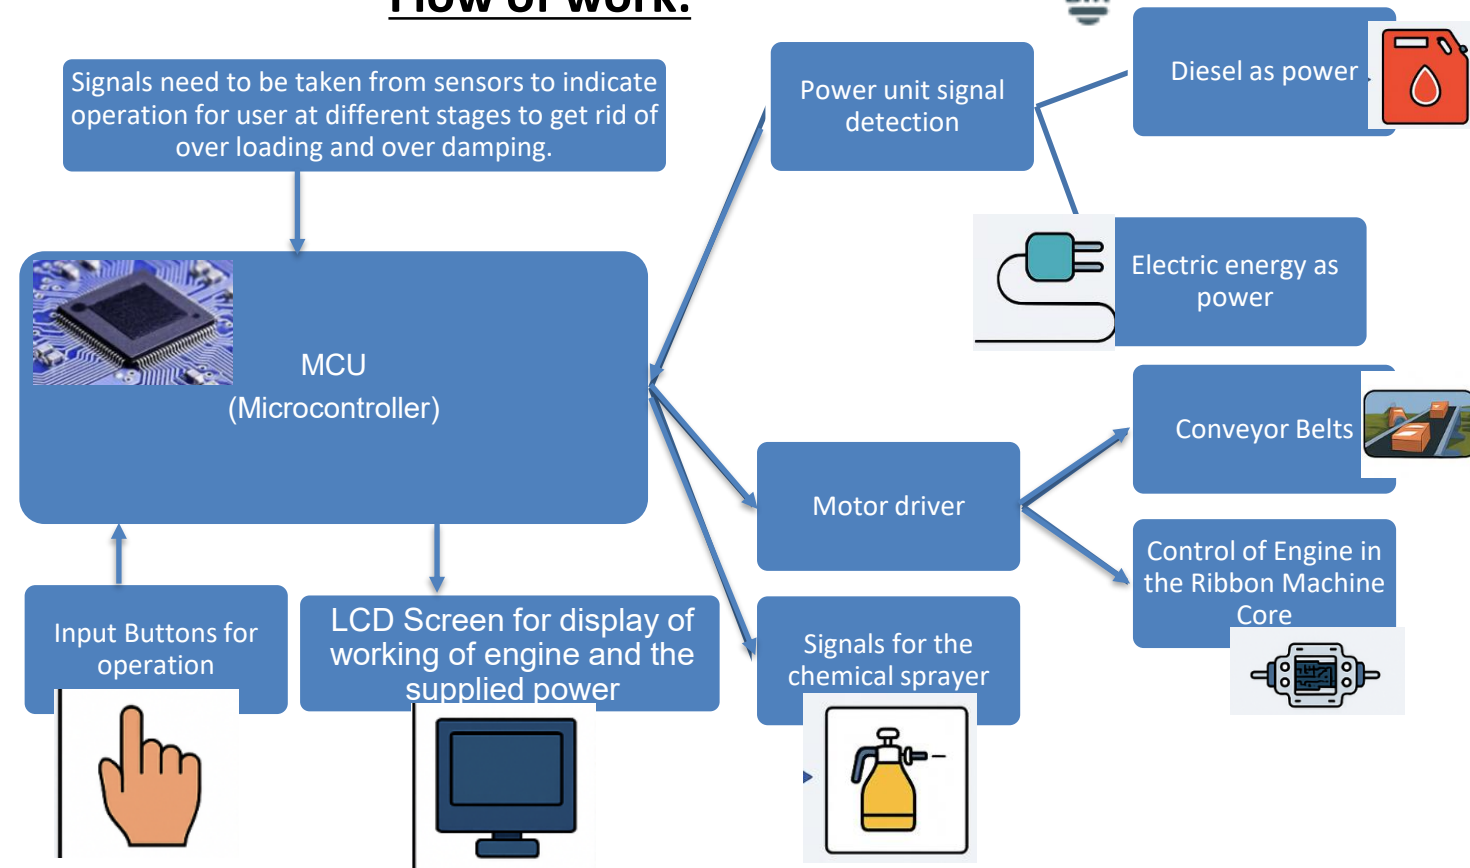 Flow of work:
Signals need to be taken from sensors to indicate
operation for user at different stages to get rid of
over loading and over damping.
Power unit signal
detection
Diesel as power
Electric energy as
power
MCU
(Microcontroller)
Conveyor Belts
Motor driver
Control of Engine in
the Ribbon Machine
Core
Input Buttons for
operation
LCD Screen for display of
working of engine and the
supplied power
Signals for the
chemical sprayer